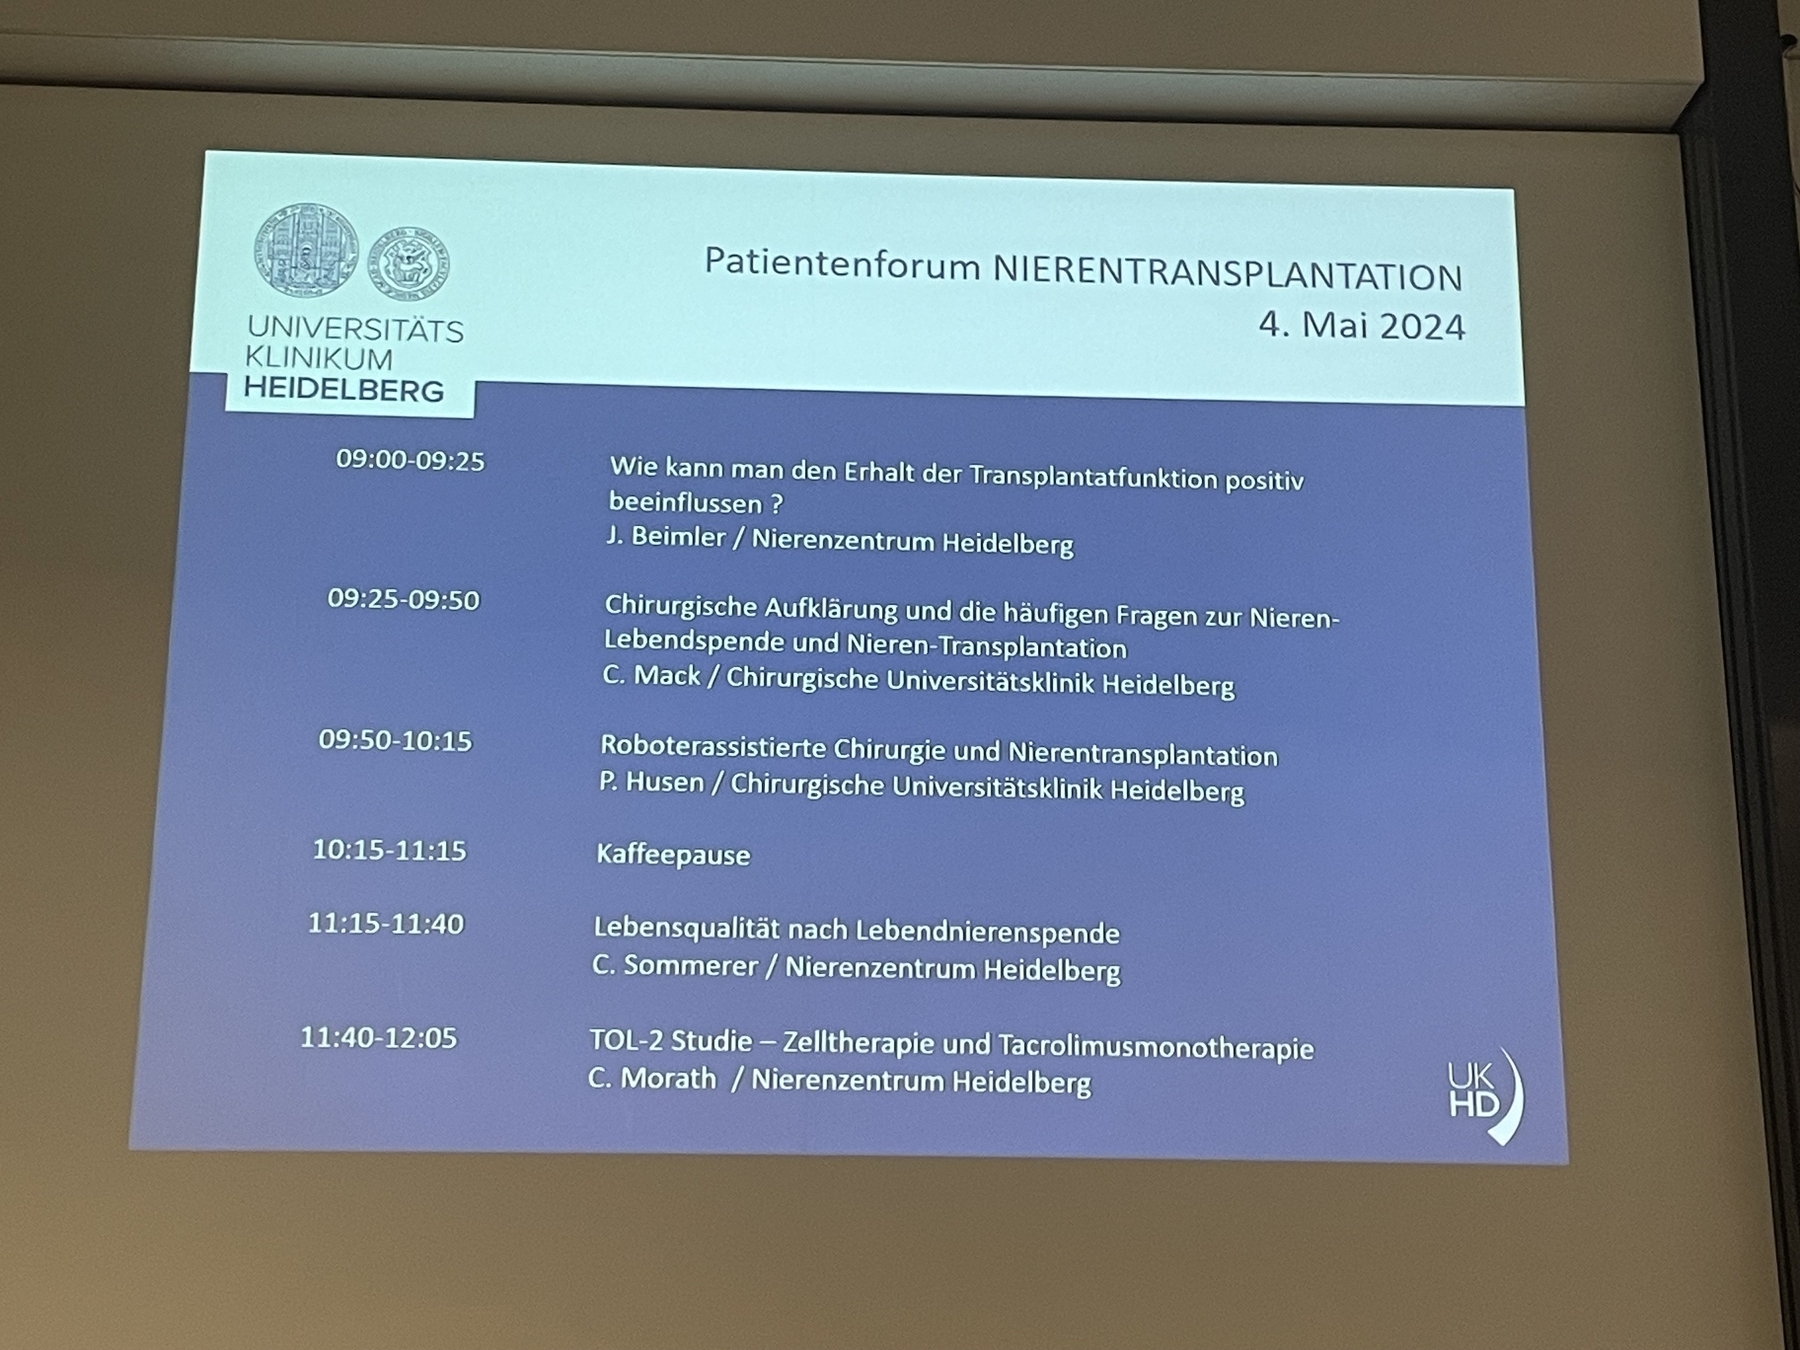 UNIVERSITÄTS
KLINIKUM
HEIDELBERG
Patientenforum NIERENTRANSPLANTATION
4. Mai 2024
09:00-09:25
Wie kann man den Erhalt der Transplantatfunktion positiv
beeinflussen ?
J. Beimler / Nierenzentrum Heidelberg
09:25-09:50
Chirurgische Aufklärung und die häufigen Fragen zur Nieren-
Lebendspende und Nieren-Transplantation
C. Mack / Chirurgische Universitätsklinik Heidelberg
09:50-10:15
Roboterassistierte Chirurgie und Nierentransplantation
P. Husen / Chirurgische Universitätsklinik Heidelberg
10:15-11:15
Kaffeepause
11:15-11:40
Lebensqualität nach Lebendnierenspende
C. Sommerer / Nierenzentrum Heidelberg
11:40-12:05
TOL-2 Studie – Zelltherapie und Tacrolimusmonotherapie
C. Morath / Nierenzentrum Heidelberg
UK
HD